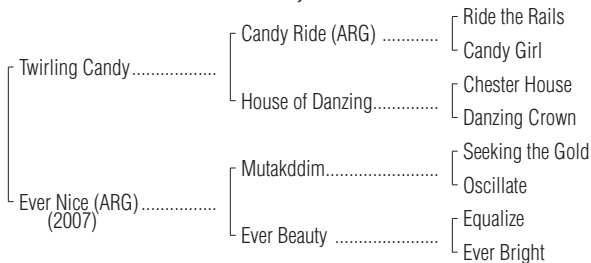 Ride the Rails
Candy Ride (ARG) ............
Candy Girl
Twirling Candy..................
Chester House
House of Danzing..............
Danzing Crown
Seeking the Gold
Mutakddim........................
Oscillate
Ever Nice (ARG)................
(2007)
Equalize
Ever Beauty ......................
Ever Bright